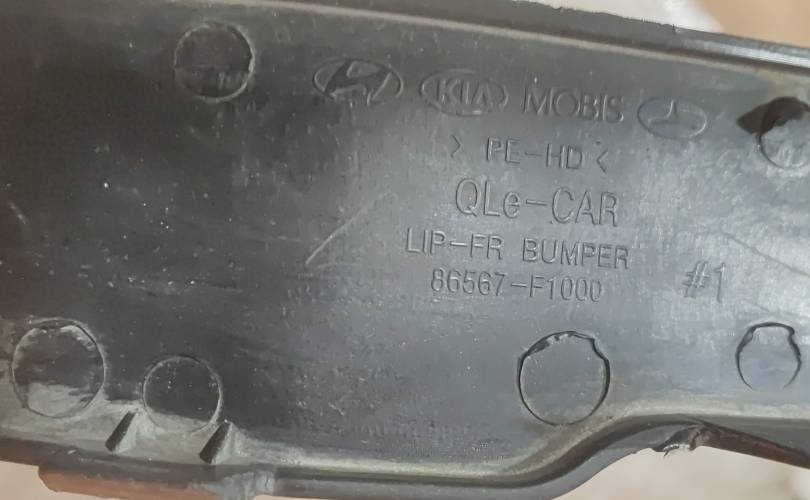 KIA MOBIS
> PE-HD <
QLe-CAR
LIP-FR BUMPER
86567-F1000 #1